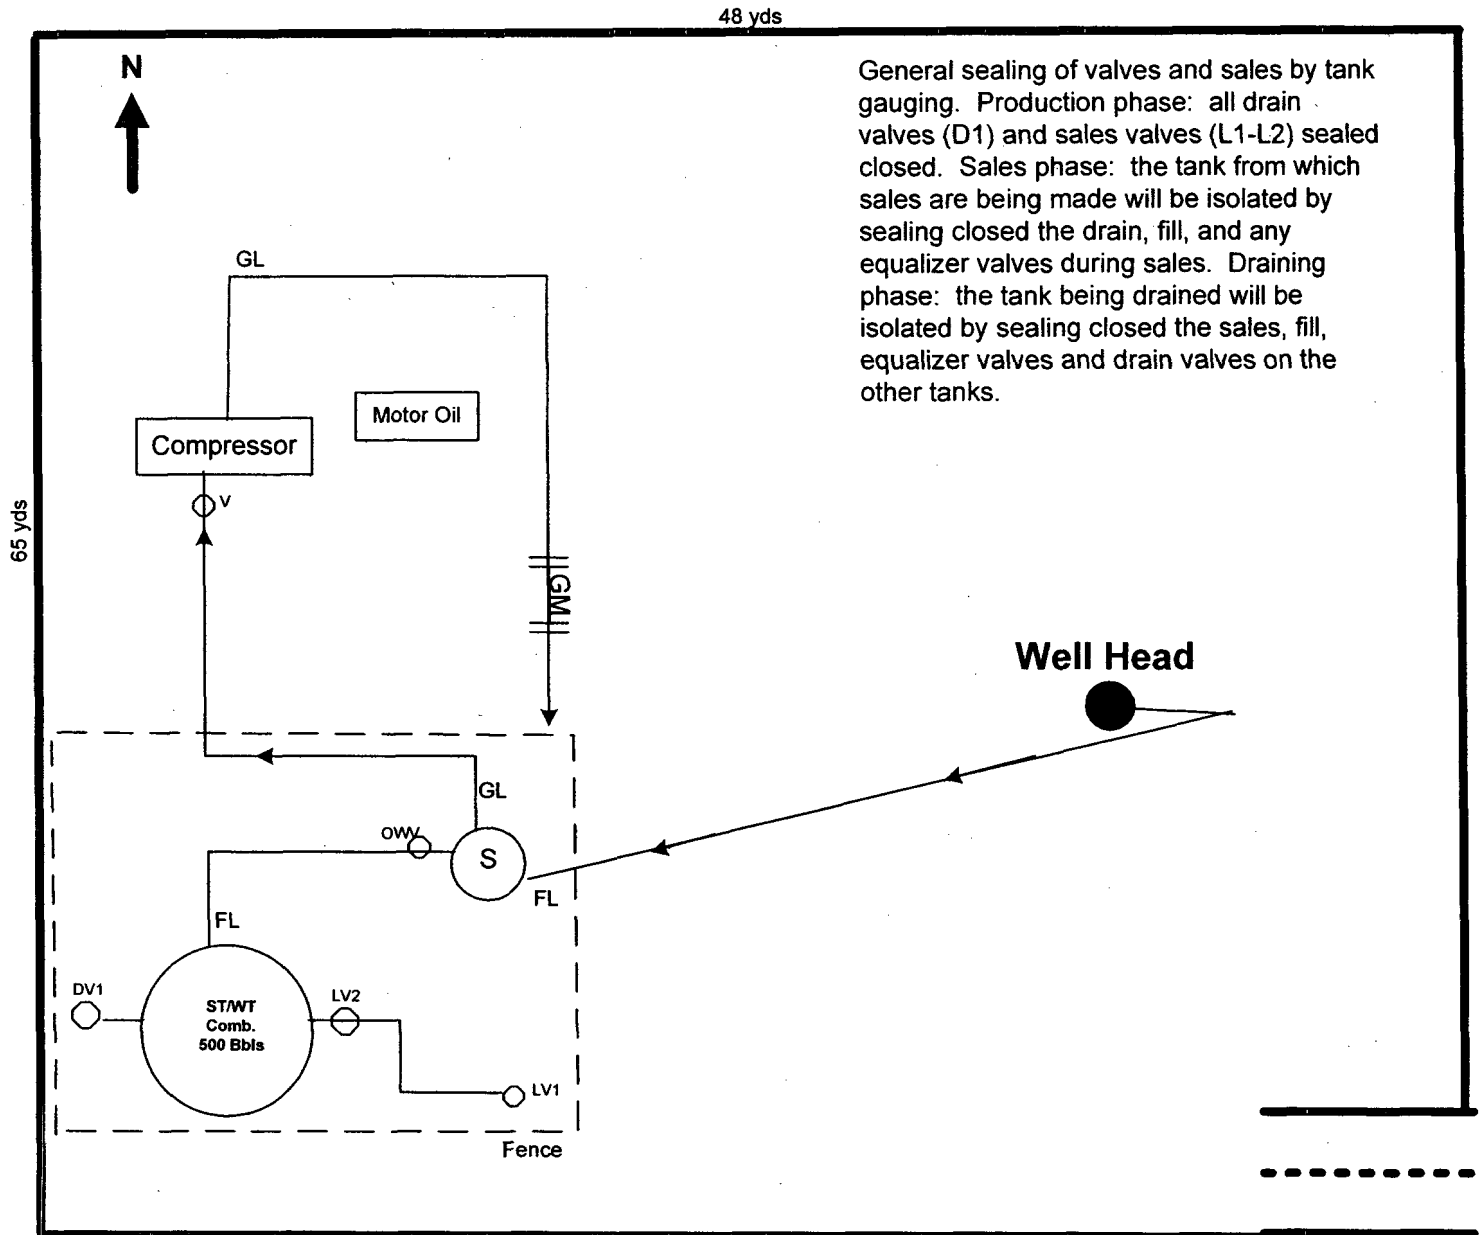 48 yds
N
General sealing of valves and sales by tank
gauging. Production phase: all drain
valves (D1) and sales valves (L1-L2) sealed
closed. Sales phase: the tank from which
sales are being made will be isolated by
sealing closed the drain, fill, and any
equalizer valves during sales. Draining
phase: the tank being drained will be
isolated by sealing closed the sales, fill,
equalizer valves and drain valves on the
other tanks.
GL
Motor Oil
Compressor
V
65 yds
GM
Well Head
GL
OWV
S
FL
FL
DV1
ST/WT
Comb.
500 Bbls
LV2
LV1
Fence